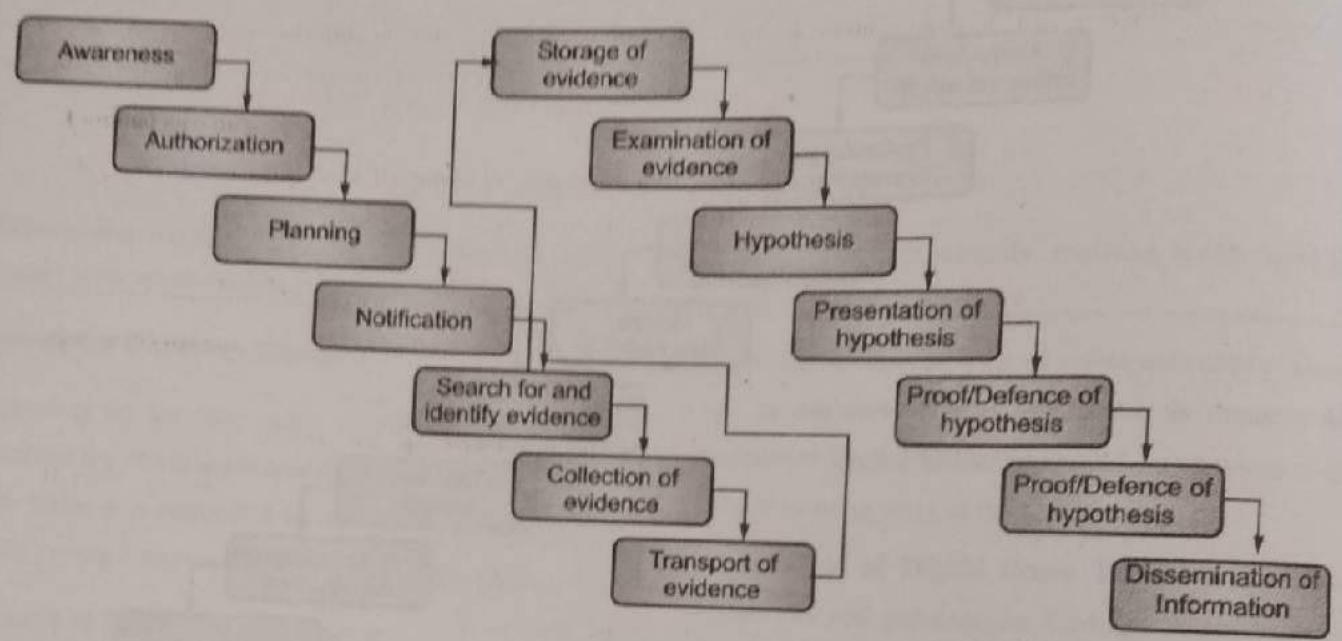 Awareness
Authorization
Planning
Notification
Search for and
identify evidence
Collection of
evidence
Transport of
evidence
Storage of
evidence
Examination of
evidence
Hypothesis
Presentation of
hypothesis
Proof/Defence of
hypothesis
Proof/Defence of
hypothesis
Dissemination of
Information